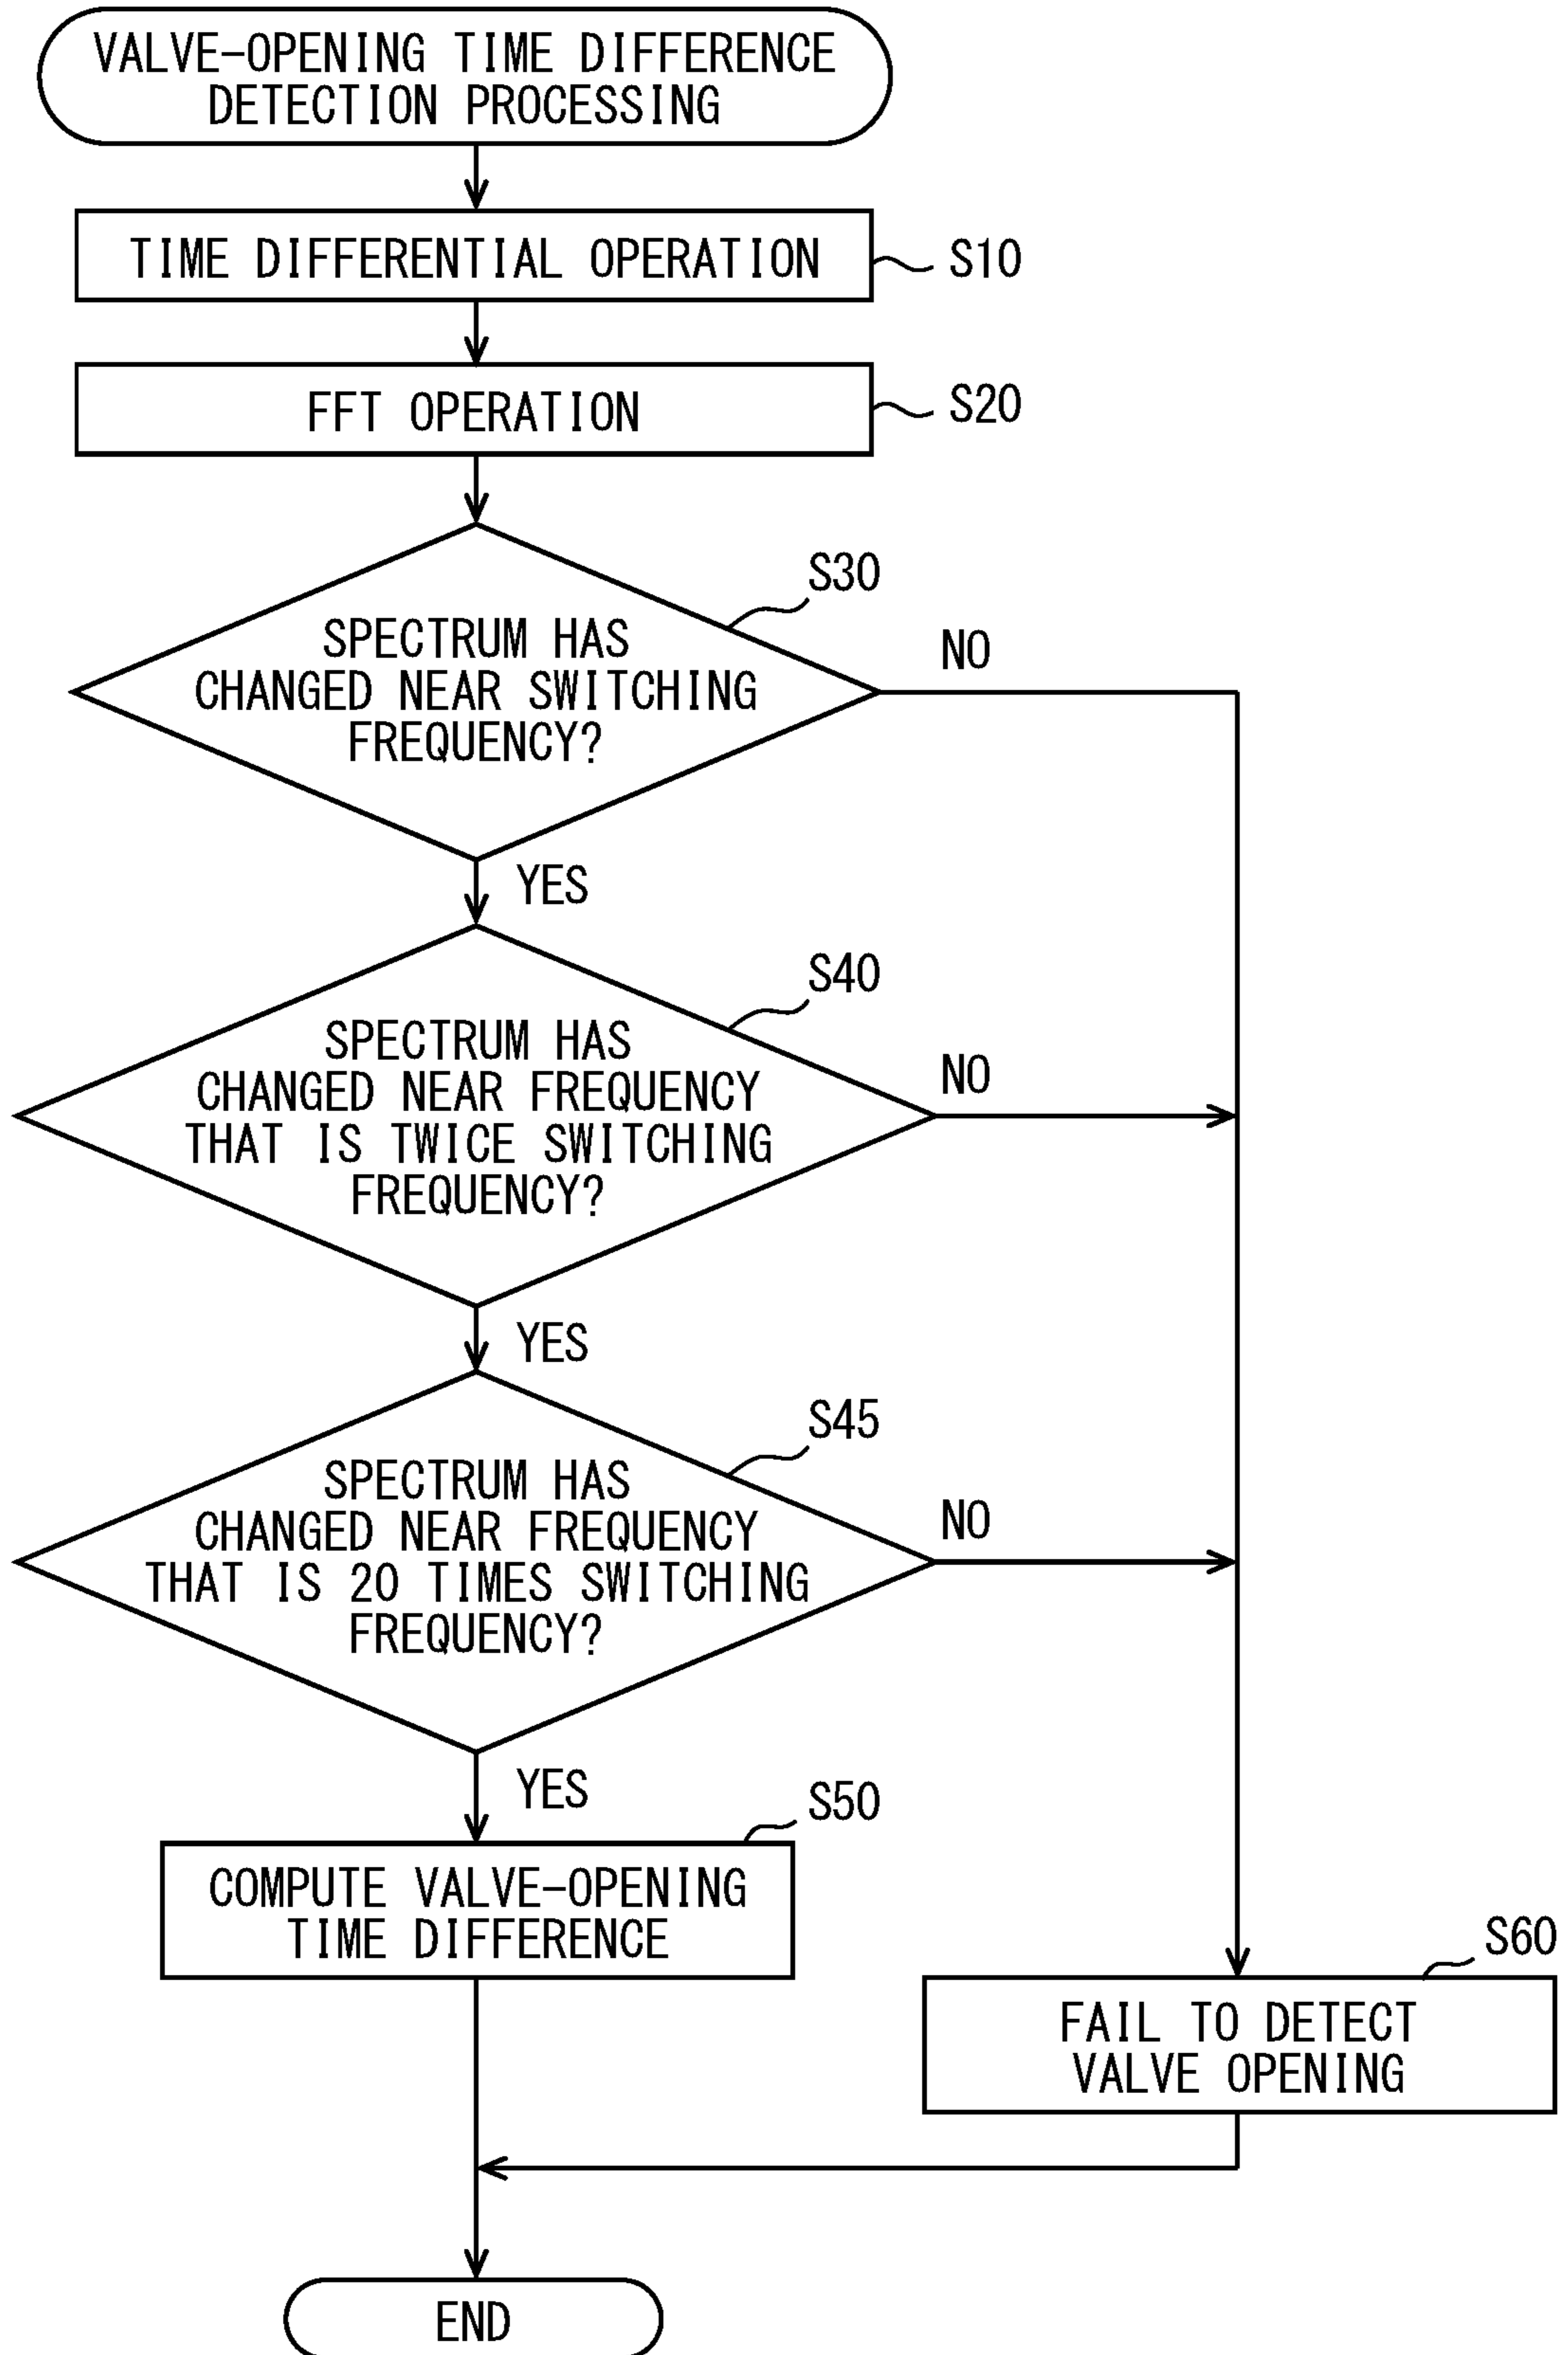 VALVE-OPENING TIME DIFFERENCE
DETECTION PROCESSING
TIME DIFFERENTIAL OPERATION
S10
FFT OPERATION
S20
S30
SPECTRUM HAS
CHANGED NEAR SWITCHING
FREQUENCY?
NO
YES
S40
SPECTRUM HAS
CHANGED NEAR FREQUENCY
THAT IS TWICE SWITCHING
FREQUENCY?
NO
YES
S45
SPECTRUM HAS
CHANGED NEAR FREQUENCY
THAT IS 20 TIMES SWITCHING
FREQUENCY?
NO
YES
S50
COMPUTE VALVE-OPENING
TIME DIFFERENCE
S60
FAIL TO DETECT
VALVE OPENING
END